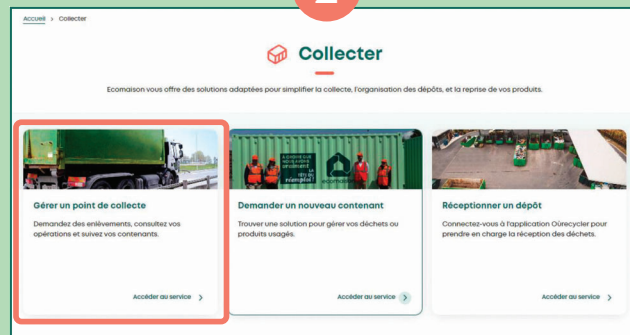 2
Accueil > Collecter
Collecter
Ecomaison vous offre des solutions adaptées pour simplifier la collecte, l'organisation des dépôts, et la reprise de vos produits.
Gérer un point de collecte
Demandez des enlèvements, consultez vos
opérations et suivez vos contenants.
Accéder au service >
Demander un nouveau contenant
Trouver une solution pour gérer vos déchets ou
produits usagés.
Accéder au service >
Réceptionner un dépôt
Connectez-vous à l'application Oùrecycler pour
prendre en charge la réception des déchets.
Accéder au service >